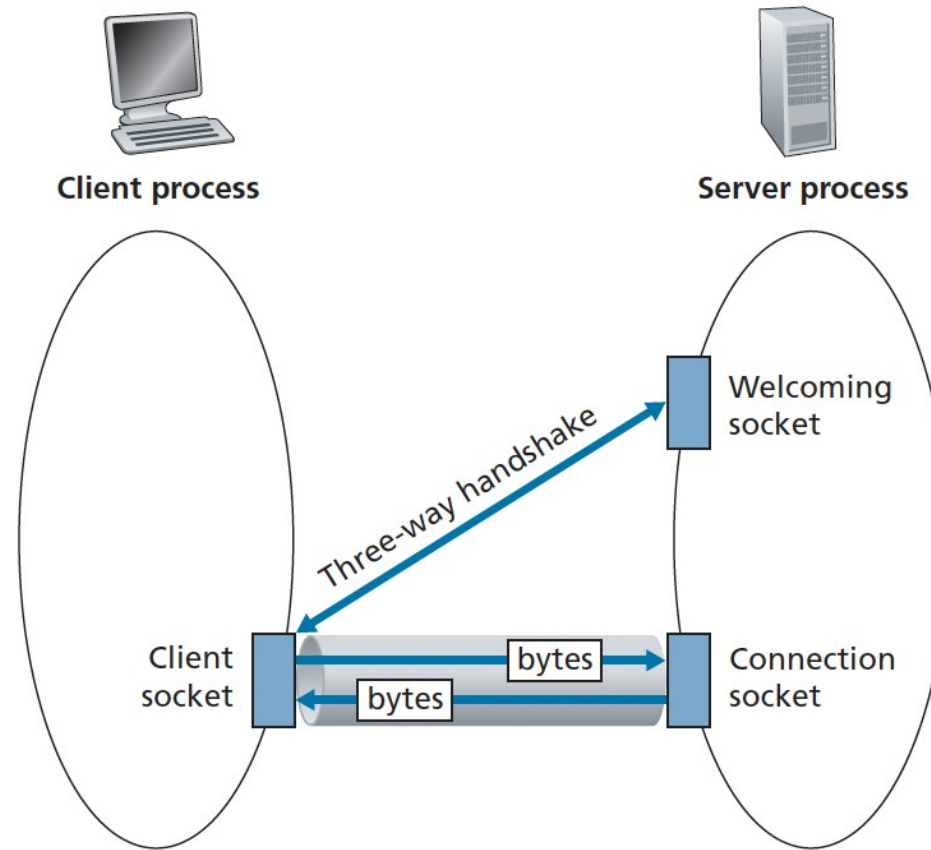 Client process
Server process
Welcoming
socket
Three-way handshake
Client
socket
bytes
bytes
Connection
socket